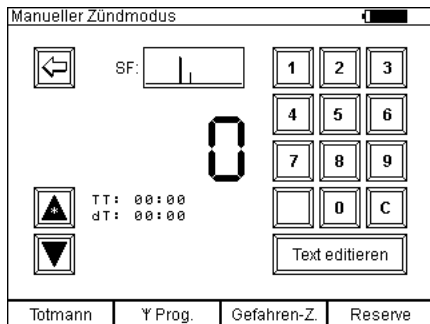 Manueller Zündmodus
SF:
1 2 3
4 5 6
0
7 8 9
TT: 00:00
dT: 00:00
0 C
Text editieren
Totmann Ψ Prog. Gefahren-Z. Reserve